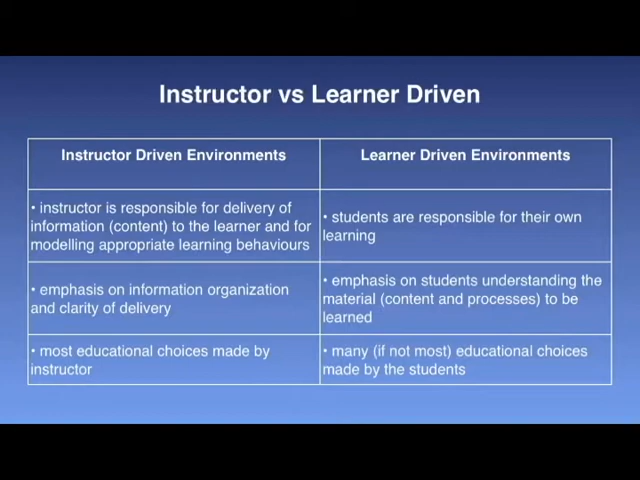 Instructor vs Learner Driven
Instructor Driven Environments
Learner Driven Environments
• instructor is responsible for delivery of
information (content) to the learner and for
modelling appropriate learning behaviours
• students are responsible for their own
learning
• emphasis on information organization
and clarity of delivery
• emphasis on students understanding the
material (content and processes) to be
learned
• most educational choices made by
instructor
• many (if not most) educational choices
made by the students